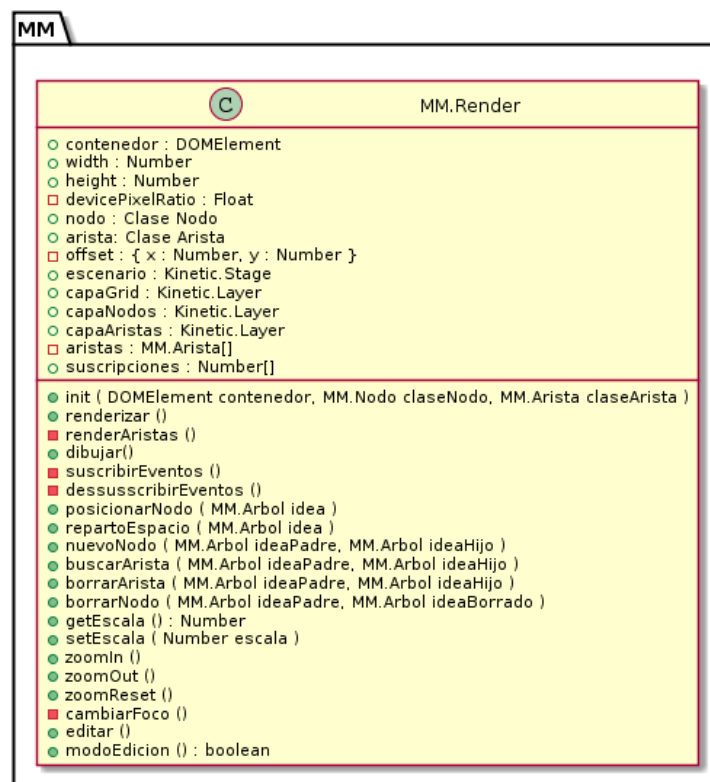 MM
C MM.Render
contenedor : DOMElement
width : Number
height : Number
devicePixelRatio : Float
nodo : Clase Nodo
arista: Clase Arista
offset : { x : Number, y : Number }
escenario : Kinetic.Stage
capaGrid : Kinetic.Layer
capaNodos : Kinetic.Layer
capaAristas : Kinetic.Layer
aristas : MM.Arista[]
suscripciones : Number[]
init ( DOMElement contenedor, MM.Nodo claseNodo, MM.Arista claseArista )
renderizar ()
renderAristas ()
dibujar()
suscribirEventos ()
dessusscribirEventos ()
posicionarNodo ( MM.Arbol idea )
repartoEspacio ( MM.Arbol idea )
nuevoNodo ( MM.Arbol ideaPadre, MM.Arbol ideaHijo )
buscarArista ( MM.Arbol ideaPadre, MM.Arbol ideaHijo )
borrarArista ( MM.Arbol ideaPadre, MM.Arbol ideaHijo )
borrarNodo ( MM.Arbol ideaPadre, MM.Arbol ideaBorrado )
getEscala () : Number
setEscala ( Number escala )
zoomIn ()
zoomOut ()
zoomReset ()
cambiarFoco ()
editar ()
modoEdicion () : boolean